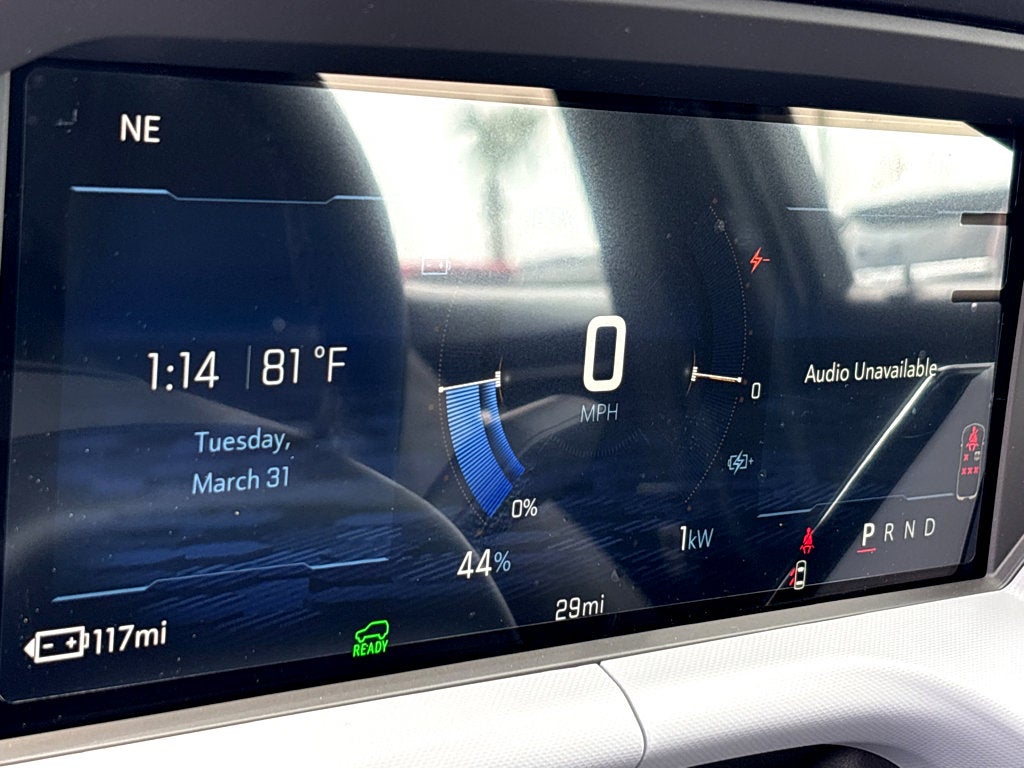 NE
1:14 81 °F
Tuesday,
March 31
0
MPH
0
Audio Unavailable
0%
44%
1kW
P R N D
29mi
117mi
READY